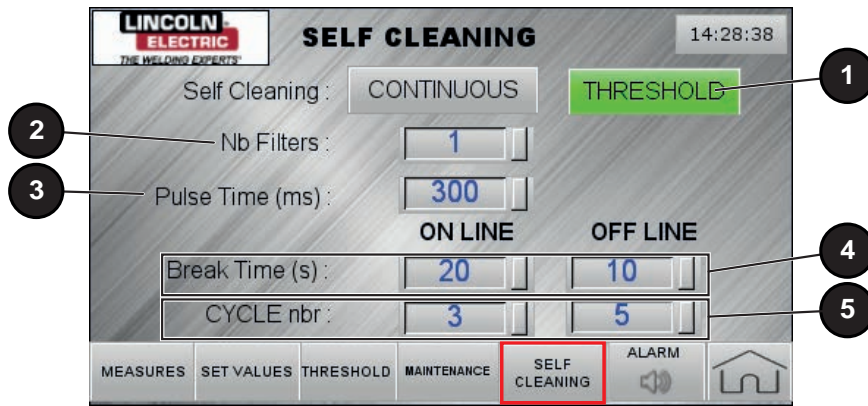 LINCOLN
ELECTRIC
THE WELDING EXPERTS®
SELF CLEANING
14:28:38
Self Cleaning :
CONTINUOUS
THRESHOLD
1
2
Nb Filters :
1
3
Pulse Time (ms) :
300
ON LINE
OFF LINE
4
Break Time (s) :
20
10
5
CYCLE nbr :
3
5
MEASURES
SET VALUES
THRESHOLD
MAINTENANCE
SELF
CLEANING
ALARM